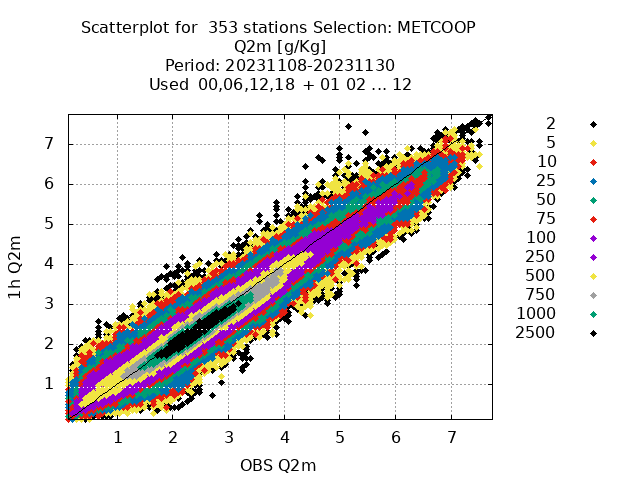 Scatterplot for  353 stations Selection: METCOOP
Q2m [g/Kg]
Period: 20231108-20231130
Used  00,06,12,18  + 01 02 ... 12
1h Q2m
7
6
5
4
3
2
1
1 2 3 4 5 6 7
OBS Q2m
2
5
10
25
50
75
100
250
500
750
1000
2500